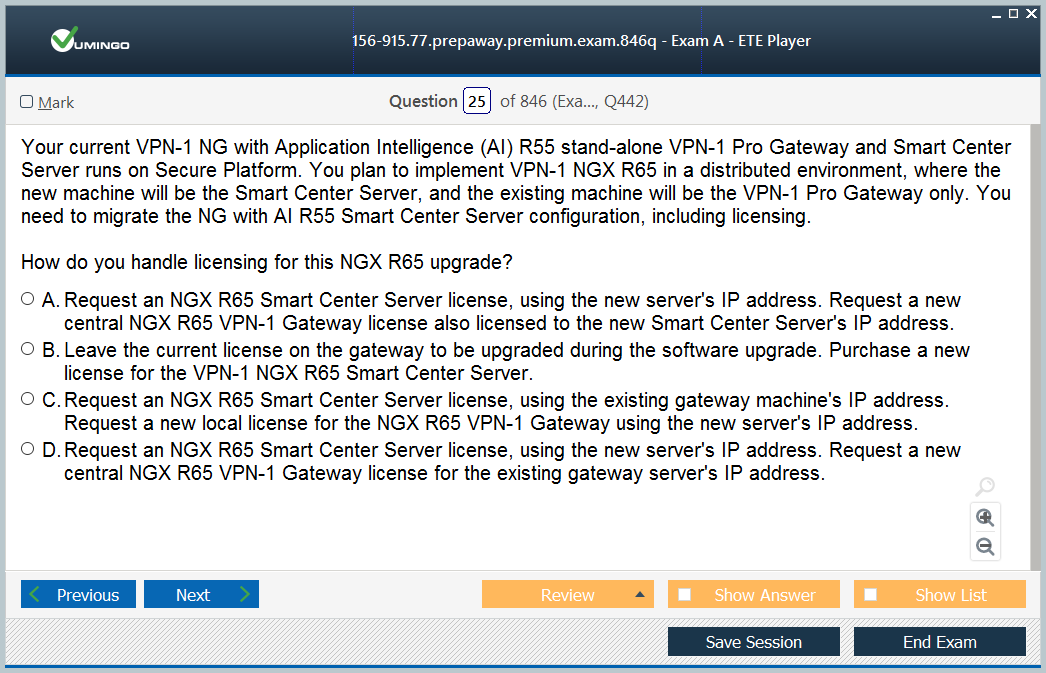 VUMINGO
156-915.77.prepaway.premium.exam.846q - Exam A - ETE Player
Mark
Question 25 of 846 (Exa..., Q442)
Your current VPN-1 NG with Application Intelligence (AI) R55 stand-alone VPN-1 Pro Gateway and Smart Center
Server runs on Secure Platform. You plan to implement VPN-1 NGX R65 in a distributed environment, where the
new machine will be the Smart Center Server, and the existing machine will be the VPN-1 Pro Gateway only. You
need to migrate the NG with AI R55 Smart Center Server configuration, including licensing.
How do you handle licensing for this NGX R65 upgrade?
A. Request an NGX R65 Smart Center Server license, using the new server's IP address. Request a new
central NGX R65 VPN-1 Gateway license also licensed to the new Smart Center Server's IP address.
B. Leave the current license on the gateway to be upgraded during the software upgrade. Purchase a new
license for the VPN-1 NGX R65 Smart Center Server.
C. Request an NGX R65 Smart Center Server license, using the existing gateway machine's IP address.
Request a new local license for the NGX R65 VPN-1 Gateway using the new server's IP address.
D. Request an NGX R65 Smart Center Server license, using the new server's IP address. Request a new
central NGX R65 VPN-1 Gateway license for the existing gateway server's IP address.
Previous Next Review Show Answer Show List
Save Session End Exam